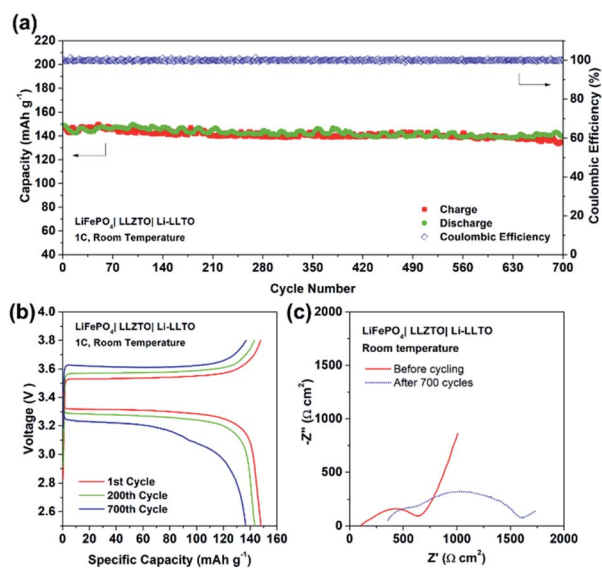 (a)
220
200
180
160
140
120
100
80
60
40
Capacity (mAh g⁻¹)
100
80
60
40
20
0
Coulombic Efficiency (%)
LiFePO₄| LLZTO| Li-LLTO
1C, Room Temperature
Charge
Discharge
Coulombic Efficiency
0 70 140 210 280 350 420 490 560 630 700
Cycle Number
(b)
LiFePO₄| LLZTO| Li-LLTO
1C, Room Temperature
4.0
3.8
3.6
3.4
3.2
3.0
2.8
2.6
Voltage (V )
1st Cycle
200th Cycle
700th Cycle
0 20 40 60 80 100 120 140 160
Specific Capacity (mAh g⁻¹)
(c)
LiFePO₄| LLZTO| Li-LLTO
Room temperature
Before cycling
After 700 cycles
2000
1500
1000
500
0
-Z'' (Ω cm²)
0 500 1000 1500 2000
Z' (Ω cm²)